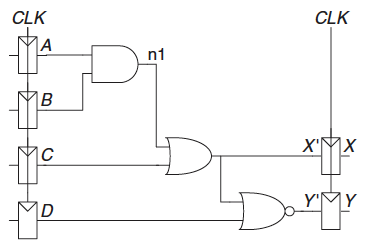 CLK CLK
A
n1
B
C X' X
D Y' Y